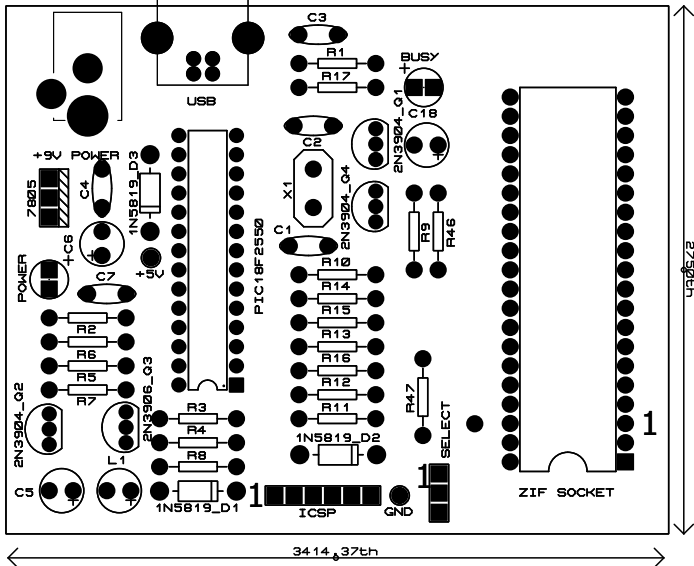 C3
R1
BUSY
+
R17
USB
2N3904_Q1
C18
+
C2
+9V POWER
1N5819_D3
7805
C4
X1
2N3904_Q4
C1
R9
R46
C6
+
+
PIC18F2550
POWER
+5V
C7
R10
R14
R15
R13
R16
R12
R11
2750th
R2
R6
R5
R7
2N3906_Q3
2N3904_Q2
R3
R4
R8
R47
SELECT
1
1N5819_D2
L1
C5
+
+
1N5819_D1
1
ICSP
GND
1
ZIF SOCKET
3414.37th